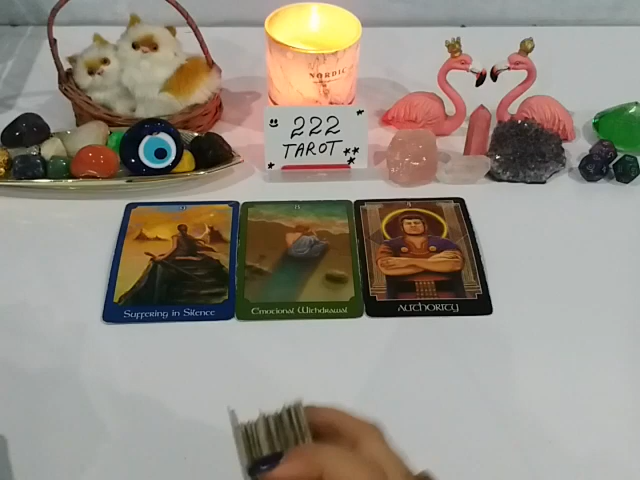 NORDIC
222
TAROT
Suffering in Silence
Emotional Withdrawal
AUTHORITY